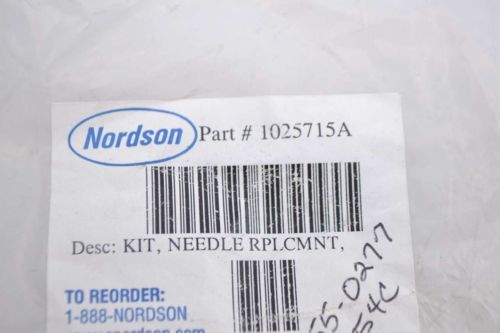 Nordson Part # 1025715A
Desc: KIT, NEEDLE RPLCMNT,
TO REORDER:
1-888-NORDSON